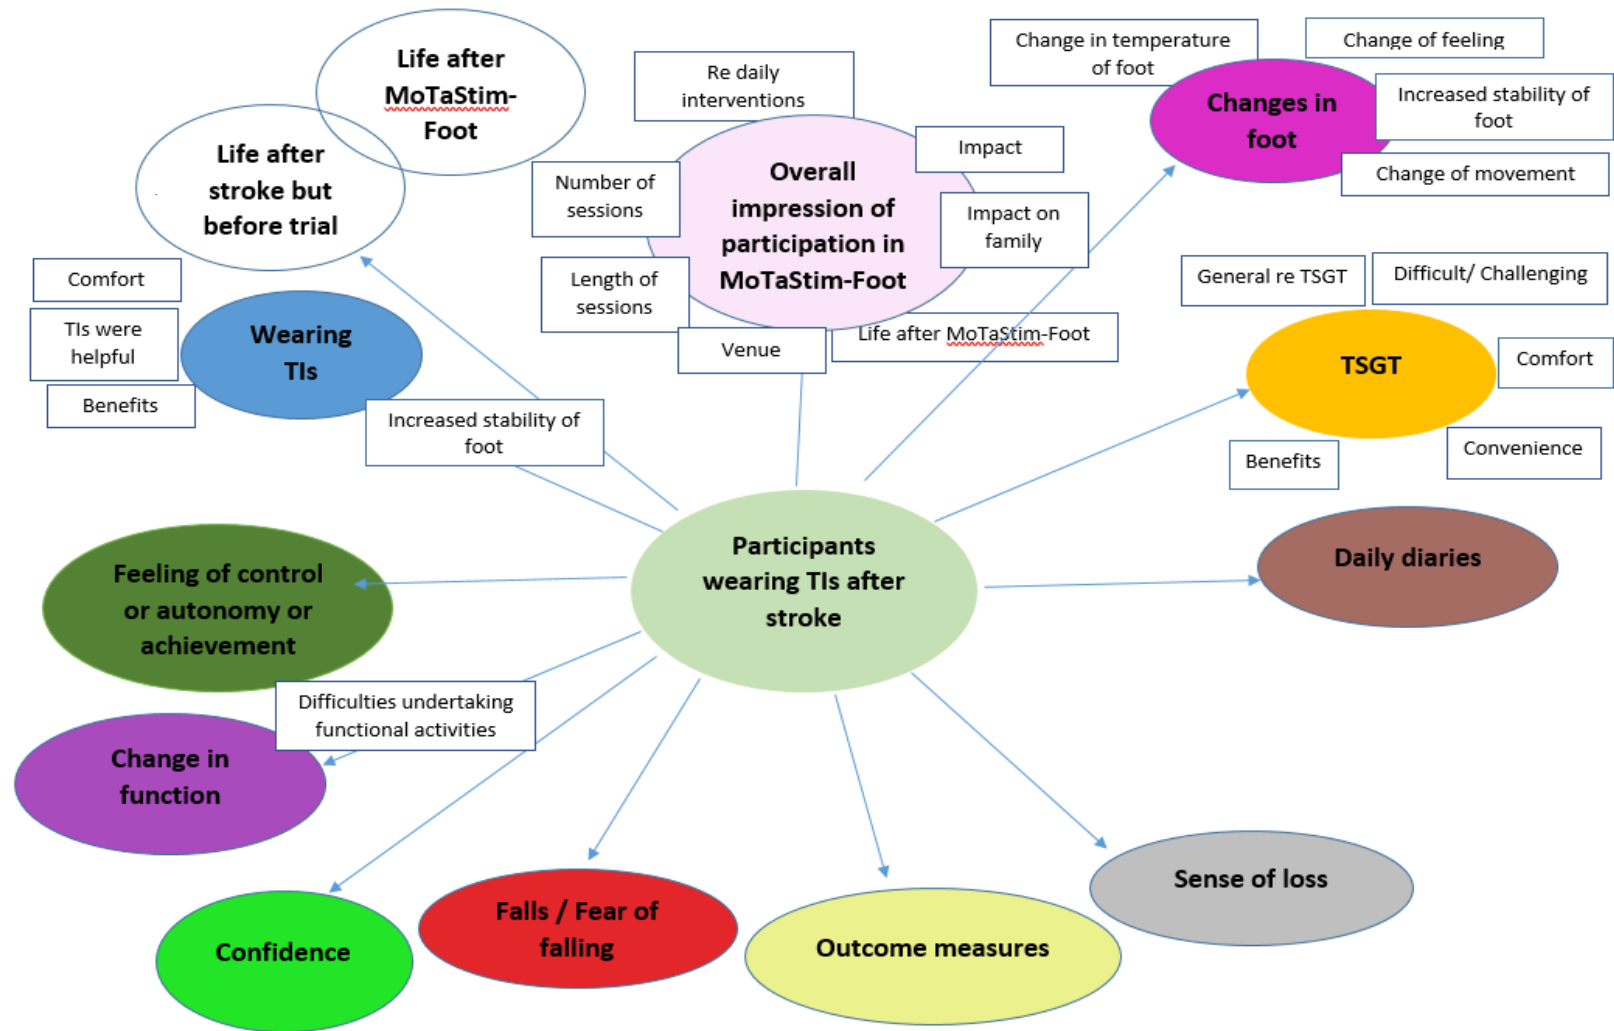 Life after
MoTaStim-
Foot
Life after
stroke but
before trial
Re daily
interventions
Number of
sessions
Length of
sessions
Venue
Overall
impression of
participation in
MoTaStim-Foot
Impact
Impact on
family
Life after MoTaStim-Foot
Change in temperature
of foot
Change of feeling
Changes in
foot
Increased stability of
foot
Change of movement
Comfort
TIs were
helpful
Benefits
Wearing
TIs
Increased stability of
foot
General re TSGT
Difficult/ Challenging
TSGT
Comfort
Convenience
Benefits
Participants
wearing TIs after
stroke
Daily diaries
Feeling of control
or autonomy or
achievement
Difficulties undertaking
functional activities
Change in
function
Confidence
Falls / Fear of
falling
Outcome measures
Sense of loss